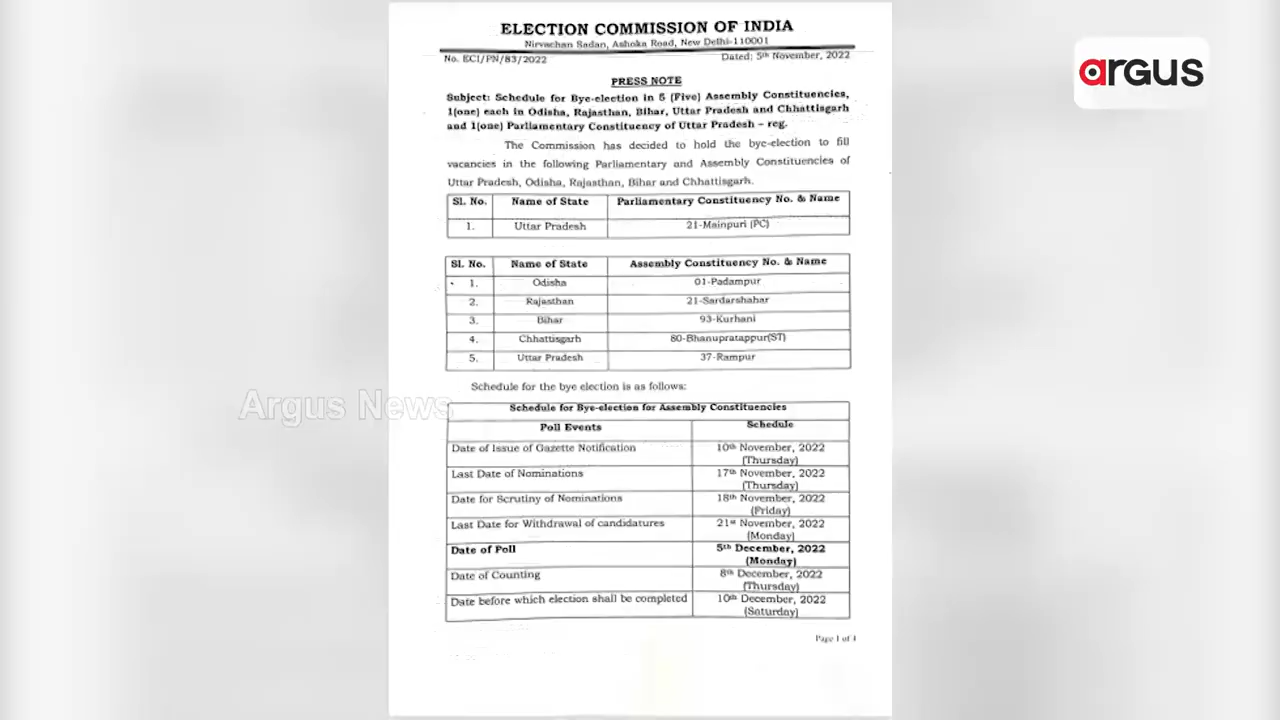 ELECTION COMMISSION OF INDIA
Nirvachan Sadan, Ashoka Road, New Delhi-110001
No. ECI/PN/83/2022 Dated: 5th November, 2022
argus
PRESS NOTE
Subject: Schedule for Bye-election in 5 (Five) Assembly Constituencies,
1(one) each in Odisha, Rajasthan, Bihar, Uttar Pradesh and Chhattisgarh
and 1(one) Parliamentary Constituency of Uttar Pradesh – reg.
The Commission has decided to hold the bye-election to fill
vacancies in the following Parliamentary and Assembly Constituencies of
Uttar Pradesh, Odisha, Rajasthan, Bihar and Chhattisgarh.
Sl. No. Name of State Parliamentary Constituency No. & Name
1. Uttar Pradesh 21-Mainpuri (PC)
Sl. No. Name of State Assembly Constituency No. & Name
1. Odisha 01-Padampur
2. Rajasthan 21-Sardarshahar
3. Bihar 93-Kurhani
4. Chhattisgarh 80-Bhanupratappur(ST)
5. Uttar Pradesh 37-Rampur
Schedule for the bye election is as follows:
Argus News
Schedule for Bye-election for Assembly Constituencies
Poll Events Schedule
Date of Issue of Gazette Notification 10th November, 2022
(Thursday)
Last Date of Nominations 17th November, 2022
(Thursday)
Date for Scrutiny of Nominations 18th November, 2022
(Friday)
Last Date for Withdrawal of candidatures 21st November, 2022
(Monday)
Date of Poll 5th December, 2022
(Monday)
Date of Counting 8th December, 2022
(Thursday)
Date before which election shall be completed 10th December, 2022
(Saturday)
Page 1 of 4